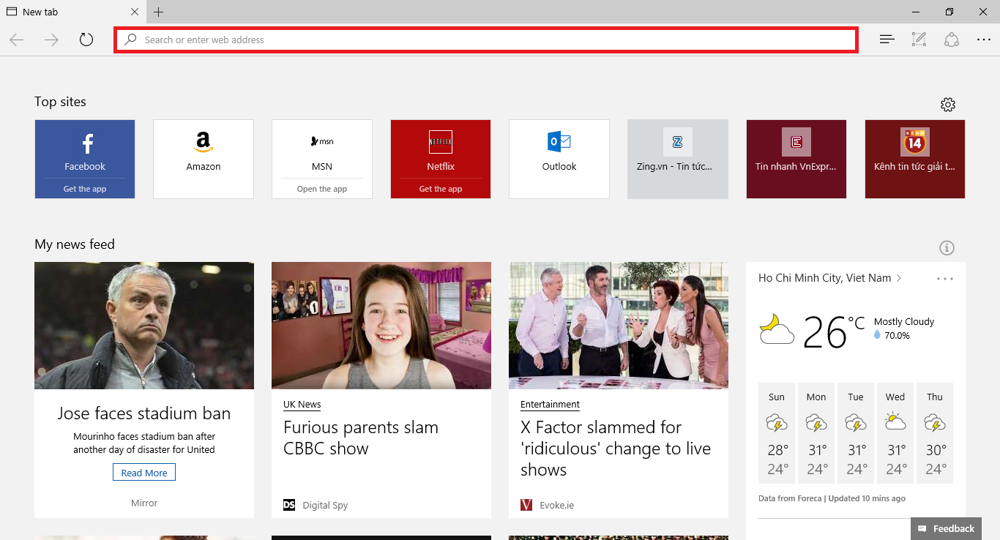 New tab
Search or enter web address
Top sites
f
Facebook
Get the app
a
Amazon
msn
MSN
Open the app
NETFLIX
Netflix
Get the app
O
Outlook
Z
Zing.vn - Tin tức...
E
Tin nhanh VnExpr...
KENH
14
Kênh tin tức giải t...
My news feed
Jose faces stadium ban
Mourinho faces stadium ban after
another day of disaster for United
Read More
Mirror
UK News
Furious parents slam
CBBC show
DS Digital Spy
Entertainment
X Factor slammed for
'ridiculous' change to live
shows
V Evoke.ie
Ho Chi Minh City, Viet Nam
26°C
Mostly Cloudy
70.0%
Sun Mon Tue Wed Thu
28° 31° 31° 31° 30°
24° 24° 24° 24° 24°
Data from Foreca | Updated 10 mins ago
Feedback